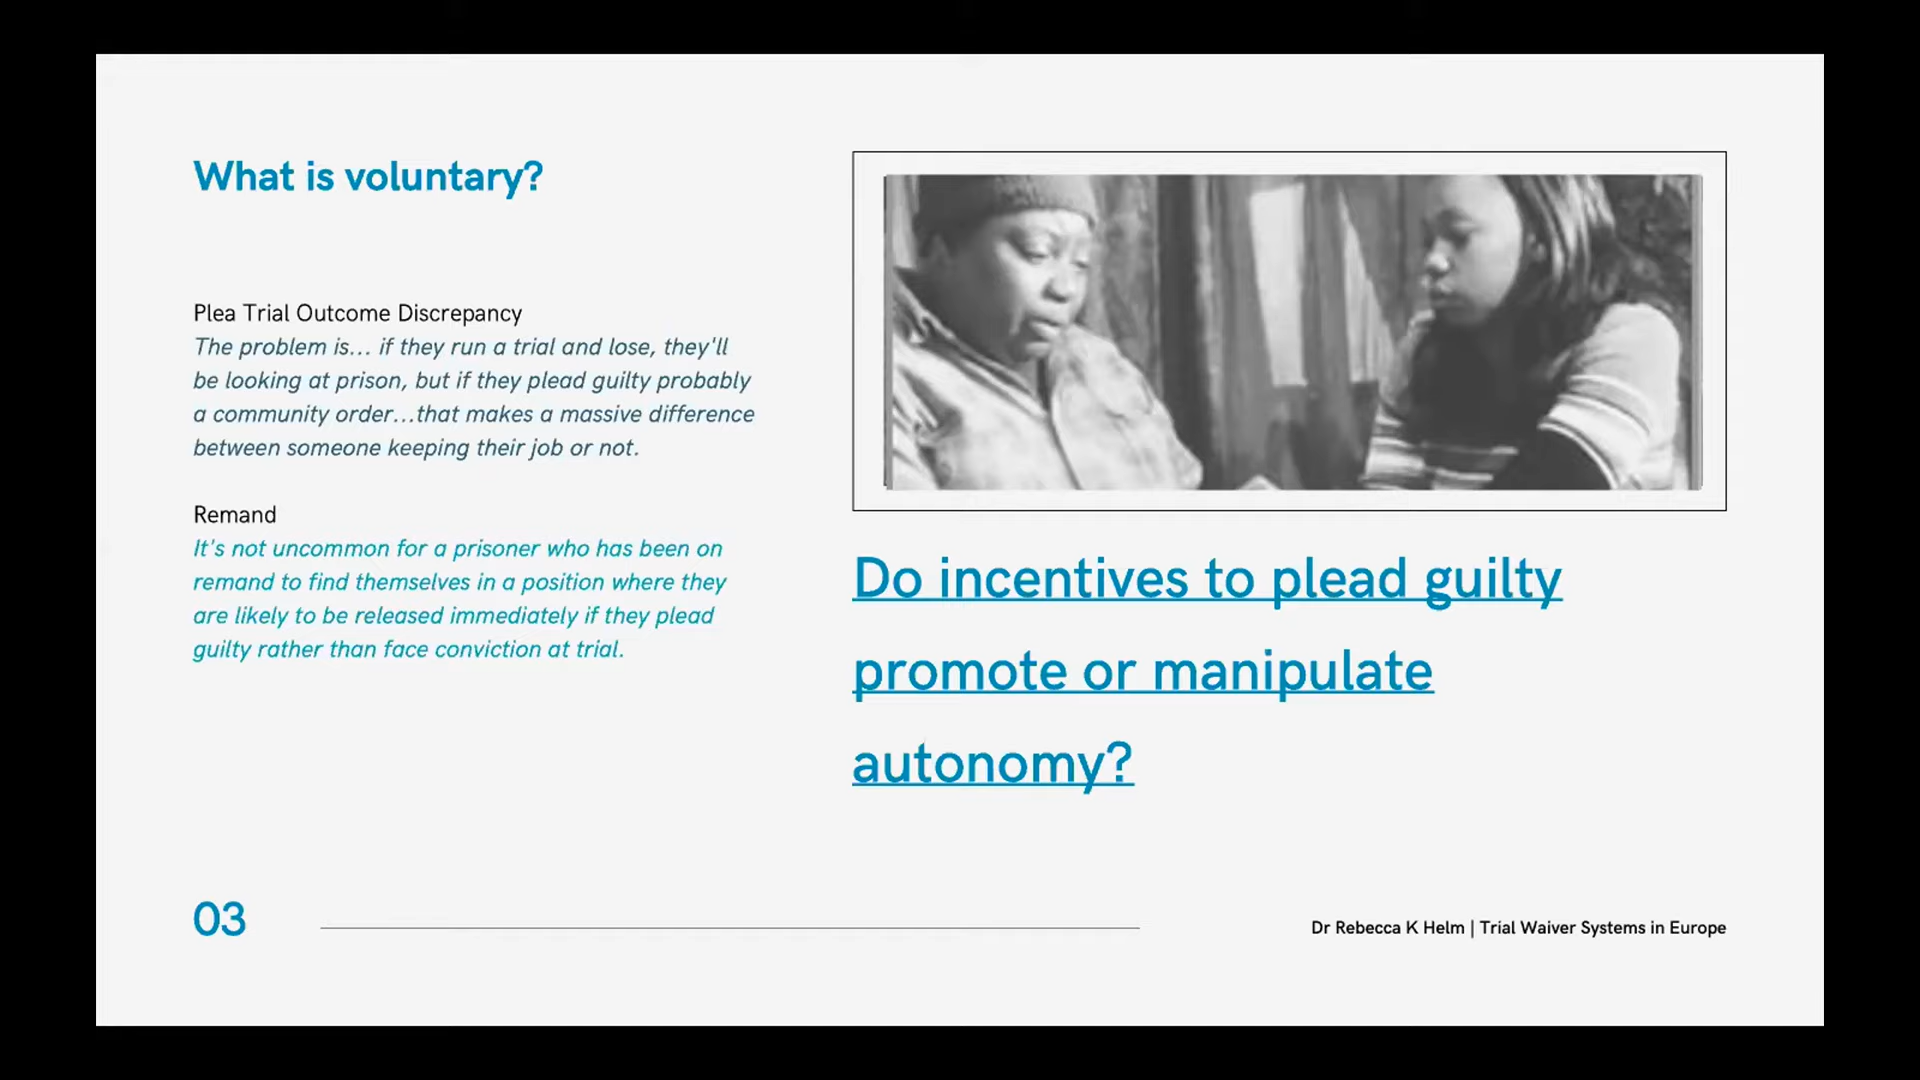 What is voluntary?
Plea Trial Outcome Discrepancy
The problem is... if they run a trial and lose, they'll
be looking at prison, but if they plead guilty probably
a community order...that makes a massive difference
between someone keeping their job or not.
Remand
It's not uncommon for a prisoner who has been on
remand to find themselves in a position where they
are likely to be released immediately if they plead
guilty rather than face conviction at trial.
Do incentives to plead guilty
promote or manipulate
autonomy?
03
Dr Rebecca K Helm | Trial Waiver Systems in Europe